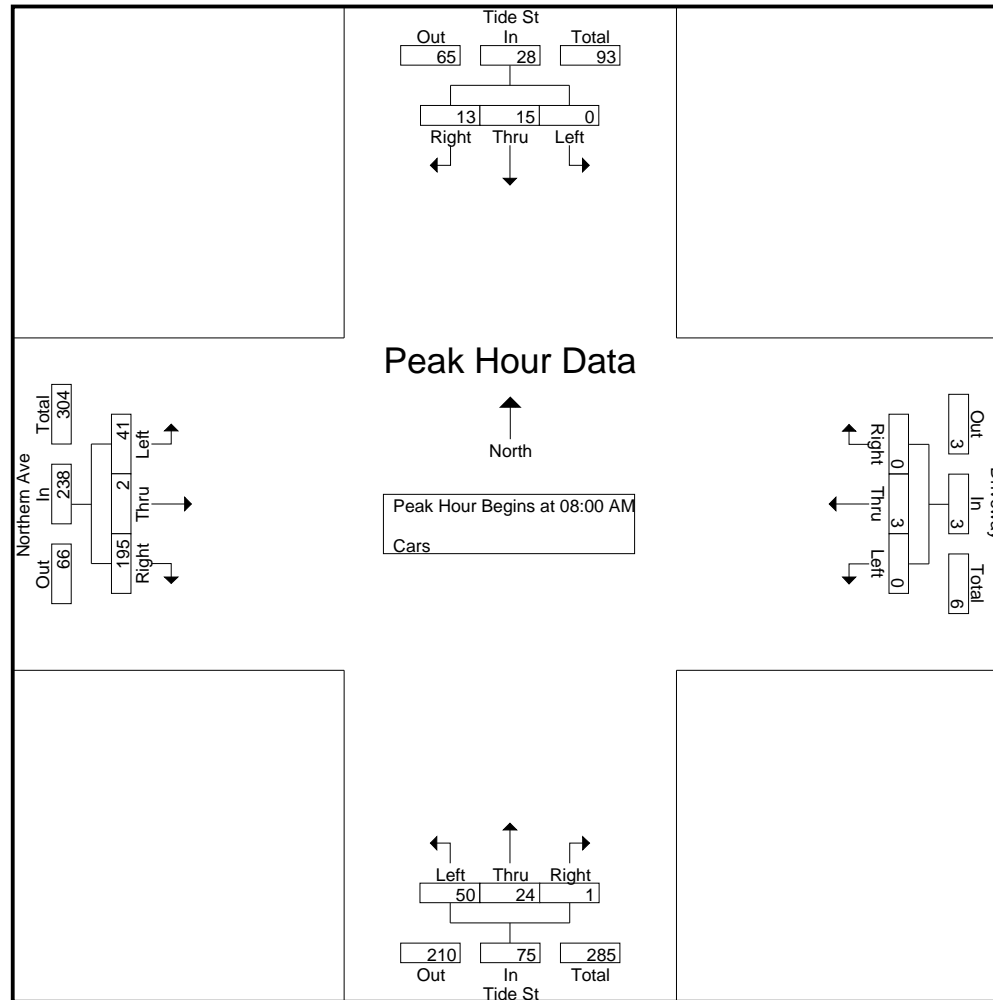 Tide St
Out In Total
65 28 93
13 15 0
Right Thru Left
Peak Hour Data
North
Peak Hour Begins at 08:00 AM
Cars
Northern Ave
Out In Total
66 238 304
195 2 41
Right Thru Left
Out In Total
3 3 6
Right Thru Left
0 3 0
Left Thru Right
50 24 1
210 75 285
Out In Total
Tide St